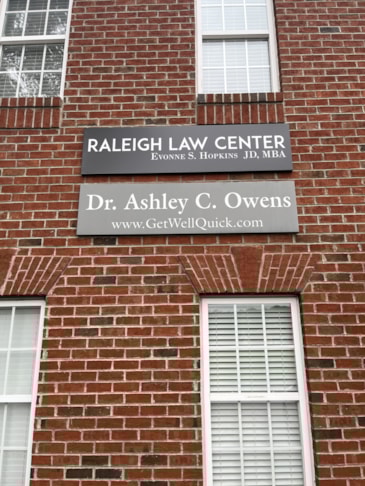 RALEIGH LAW CENTER
EVONNE S. HOPKINS JD, MBA
Dr. Ashley C. Owens
www.GetWellQuick.com